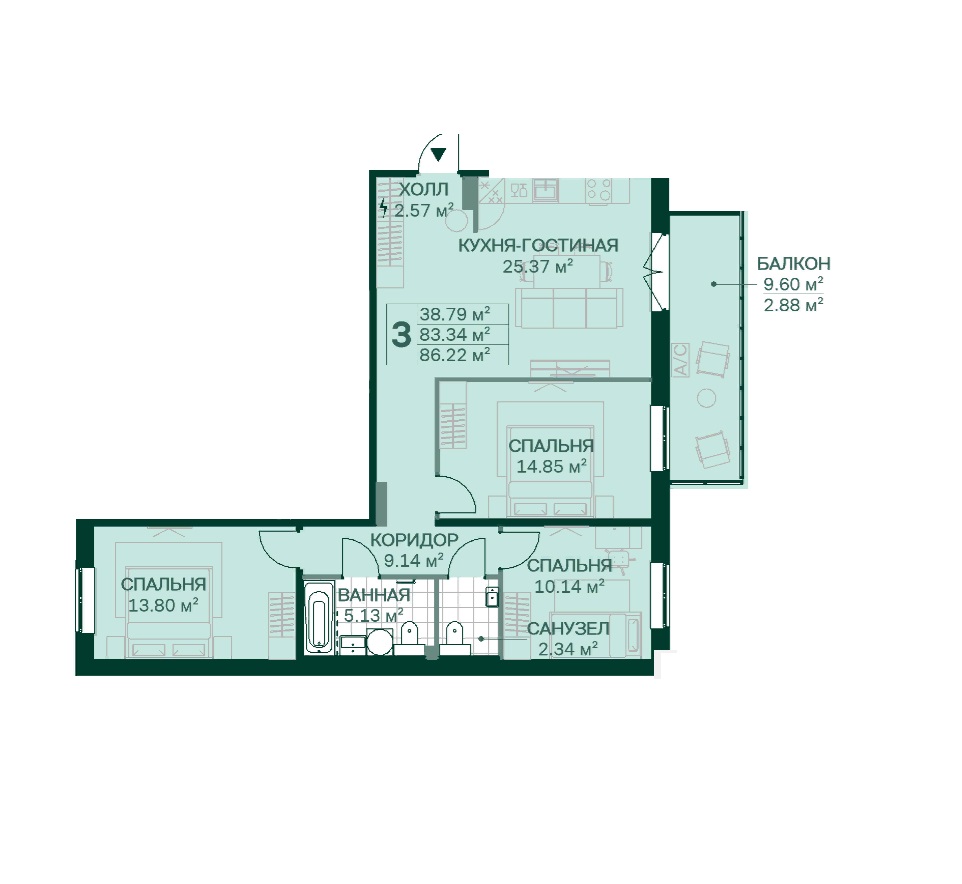 ХОЛЛ
2.57 м²
КУХНЯ-ГОСТИНАЯ
25.37 м²
БАЛКОН
9.60 м²
2.88 м²
3
38.79 м²
83.34 м²
86.22 м²
A/C
СПАЛЬНЯ
14.85 м²
КОРИДОР
9.14 м²
СПАЛЬНЯ
13.80 м²
ВАННАЯ
5.13 м²
СПАЛЬНЯ
10.14 м²
САНУЗЕЛ
2.34 м²